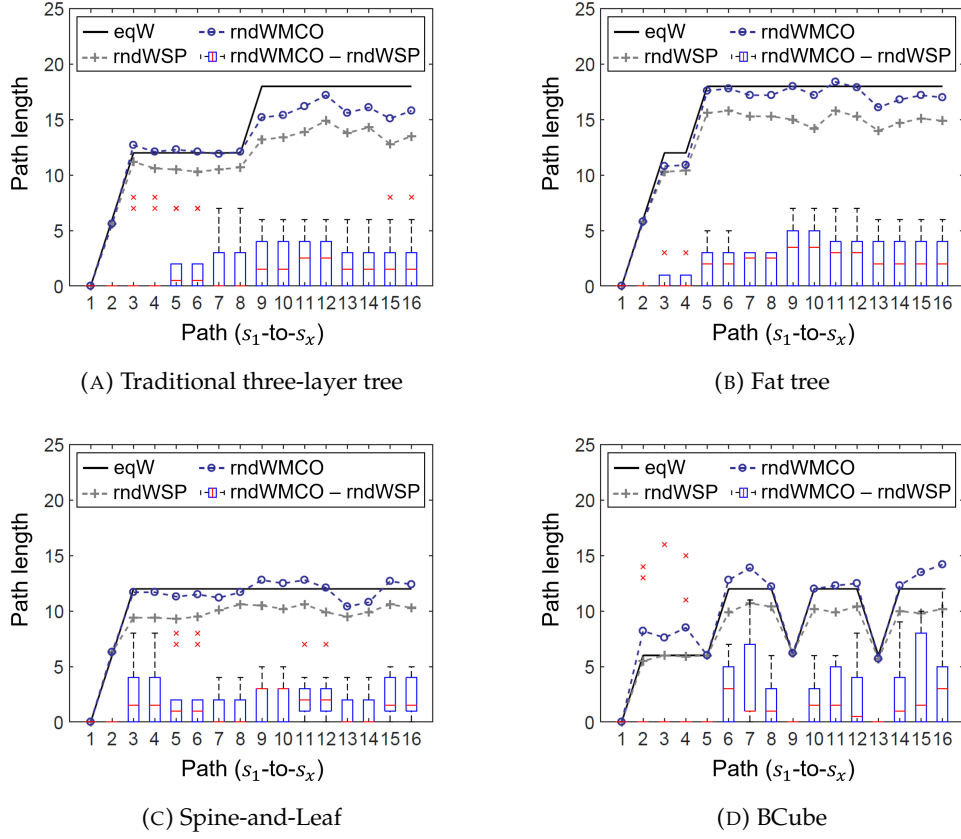 25
20
15
10
5
0
Path length
eqW
rndWMCO
rndWSP
rndWMCO – rndWSP
1 2 3 4 5 6 7 8 9 10 11 12 13 14 15 16
Path (s₁-to-sₓ)
(A) Traditional three-layer tree
25
20
15
10
5
0
Path length
eqW
rndWMCO
rndWSP
rndWMCO – rndWSP
1 2 3 4 5 6 7 8 9 10 11 12 13 14 15 16
Path (s₁-to-sₓ)
(B) Fat tree
25
20
15
10
5
0
Path length
eqW
rndWMCO
rndWSP
rndWMCO – rndWSP
1 2 3 4 5 6 7 8 9 10 11 12 13 14 15 16
Path (s₁-to-sₓ)
(C) Spine-and-Leaf
25
20
15
10
5
0
Path length
eqW
rndWMCO
rndWSP
rndWMCO – rndWSP
1 2 3 4 5 6 7 8 9 10 11 12 13 14 15 16
Path (s₁-to-sₓ)
(D) BCube